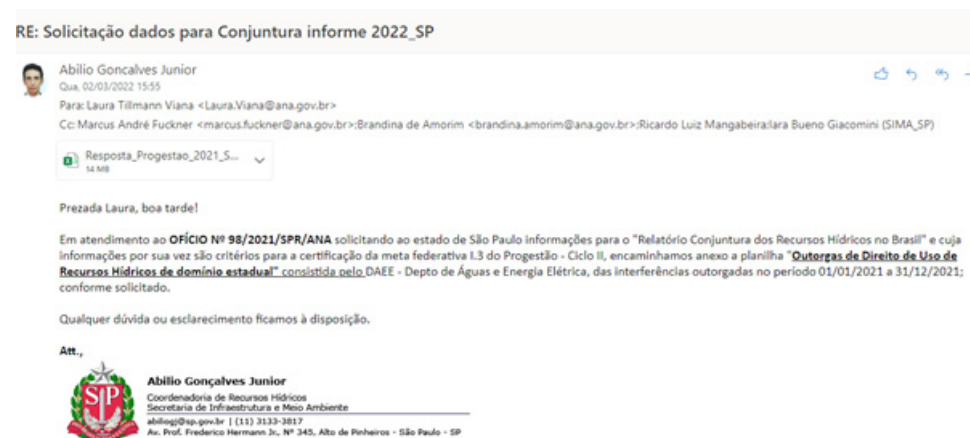 RE: Solicitação dados para Conjuntura informe 2022_SP
Abilio Goncalves Junior
Qua, 02/03/2022 15:55
Para: Laura Tillmann Viana <Laura.Viana@ana.gov.br>
Cc: Marcus André Fuckner <marcus.fuckner@ana.gov.br>;Brandina de Amorim <brandina.amorim@ana.gov.br>;Ricardo Luiz Mangabeira;Iara Bueno Giacomini (SIMA_SP)
Resposta_Progestao_2021_S...
14 MB
Prezada Laura, boa tarde!
Em atendimento ao OFÍCIO Nº 98/2021/SPR/ANA solicitando ao estado de São Paulo informações para o "Relatório Conjuntura dos Recursos Hídricos no Brasil" e cuja
informações por sua vez são critérios para a certificação da meta federativa I.3 do Progestão - Ciclo II, encaminhamos anexo a planilha "Outorgas de Direito de Uso de
Recursos Hídricos de domínio estadual" consistida pelo DAEE - Depto de Águas e Energia Elétrica, das interferências outorgadas no período 01/01/2021 a 31/12/2021;
conforme solicitado.
Qualquer dúvida ou esclarecimento ficamos à disposição.
Att.,
SP
Abilio Gonçalves Junior
Coordenadoria de Recursos Hídricos
Secretaria de Infraestrutura e Meio Ambiente
abiliogj@sp.gov.br | (11) 3133-3817
Av. Prof. Frederico Hermann Jr., Nº 345, Alto de Pinheiros - São Paulo - SP